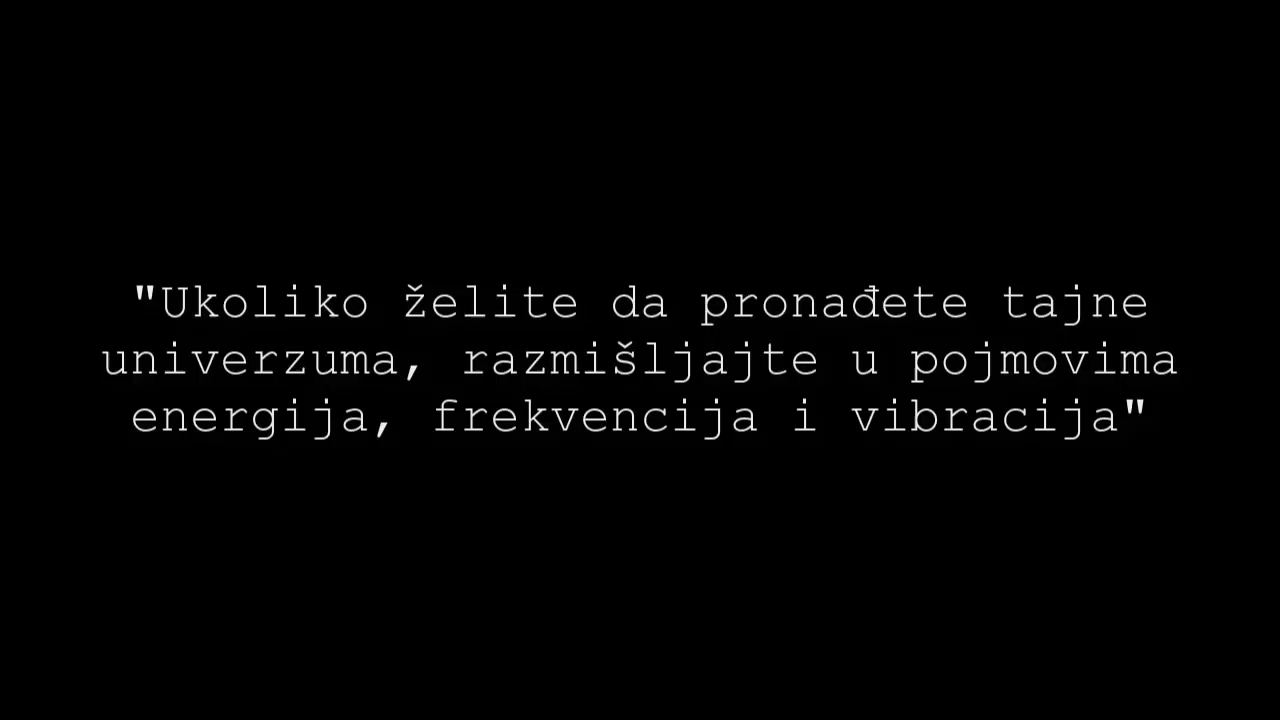 "Ukoliko želite da pronađete tajne
univerzuma, razmišljajte u pojmovima
energija, frekvencija i vibracija"